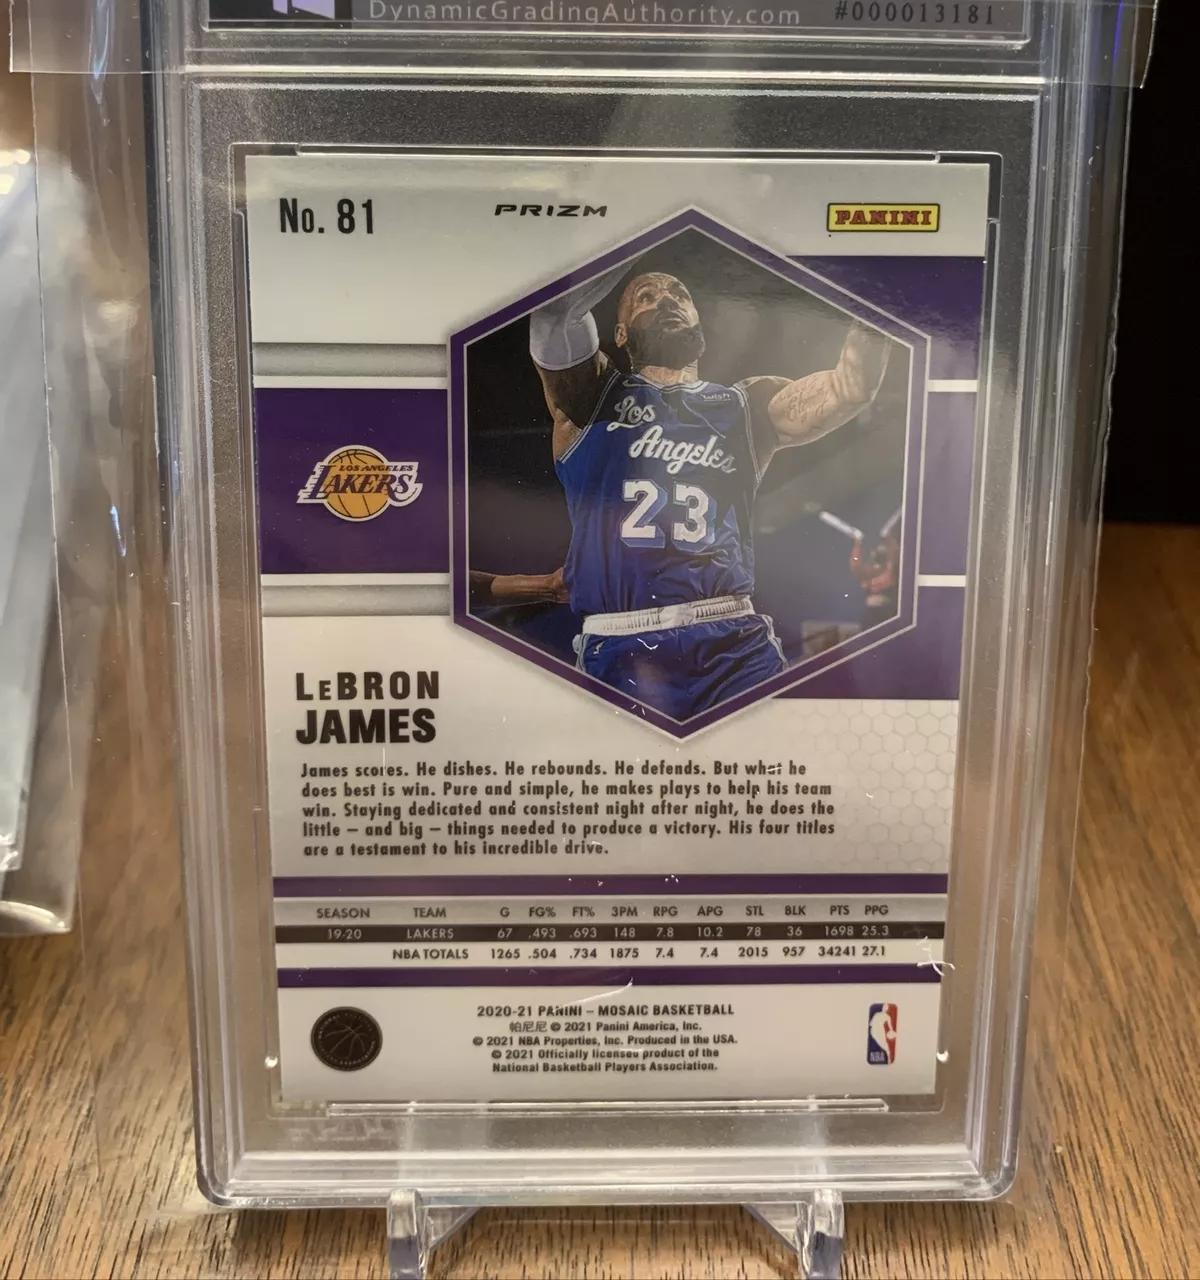 DynamicGradingAuthority.com #000013181
No. 81
PRIZM
PANINI
wish
Los
Angeles
23
LOS ANGELES
LAKERS
LeBRON
JAMES
James scores. He dishes. He rebounds. He defends. But what he
does best is win. Pure and simple, he makes plays to help his team
win. Staying dedicated and consistent night after night, he does the
little – and big – things needed to produce a victory. His four titles
are a testament to his incredible drive.
SEASON TEAM G FG% FT% 3PM RPG APG STL BLK PTS PPG
19-20 LAKERS 67 .493 .693 148 7.8 10.2 78 36 1698 25.3
NBA TOTALS 1265 .504 .734 1875 7.4 7.4 2015 957 34241 27.1
2020-21 PANINI – MOSAIC BASKETBALL
帕尼尼 © 2021 Panini America, Inc.
© 2021 NBA Properties, Inc. Produced in the USA.
© 2021 Officially licensed product of the
National Basketball Players Association.
NBA